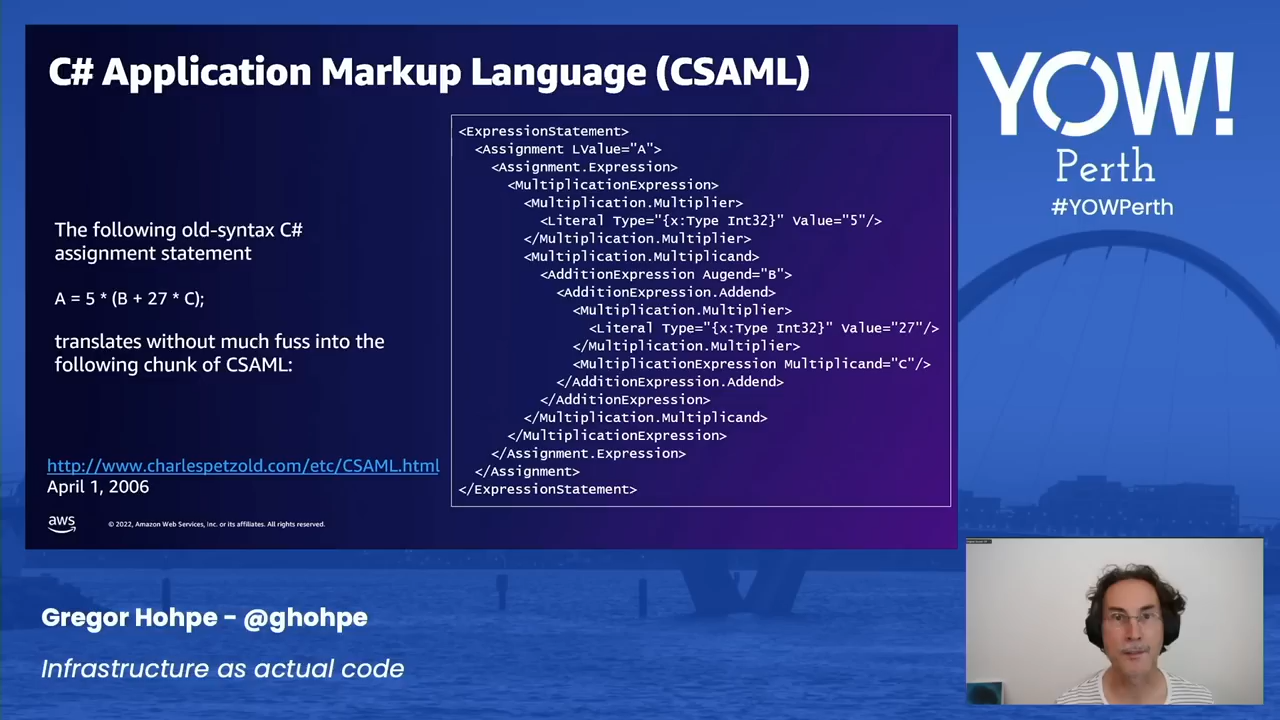 C# Application Markup Language (CSAML)
The following old-syntax C#
assignment statement
A = 5 * (B + 27 * C);
translates without much fuss into the
following chunk of CSAML:
http://www.charlespetzold.com/etc/CSAML.html
April 1, 2006
aws
© 2022, Amazon Web Services, Inc. or its affiliates. All rights reserved.
<ExpressionStatement>
<Assignment LValue="A">
<Assignment.Expression>
<MultiplicationExpression>
<Multiplication.Multiplier>
<Literal Type="{x:Type Int32}" Value="5"/>
</Multiplication.Multiplier>
<Multiplication.Multiplicand>
<AdditionExpression Augend="B">
<AdditionExpression.Addend>
<Multiplication.Multiplier>
<Literal Type="{x:Type Int32}" Value="27"/>
</Multiplication.Multiplier>
<MultiplicationExpression Multiplicand="C"/>
</AdditionExpression.Addend>
</AdditionExpression>
</Multiplication.Multiplicand>
</MultiplicationExpression>
</Assignment.Expression>
</Assignment>
</ExpressionStatement>
YOW!
Perth
#YOWPerth
Gregor Hohpe - @ghohpe
Infrastructure as actual code